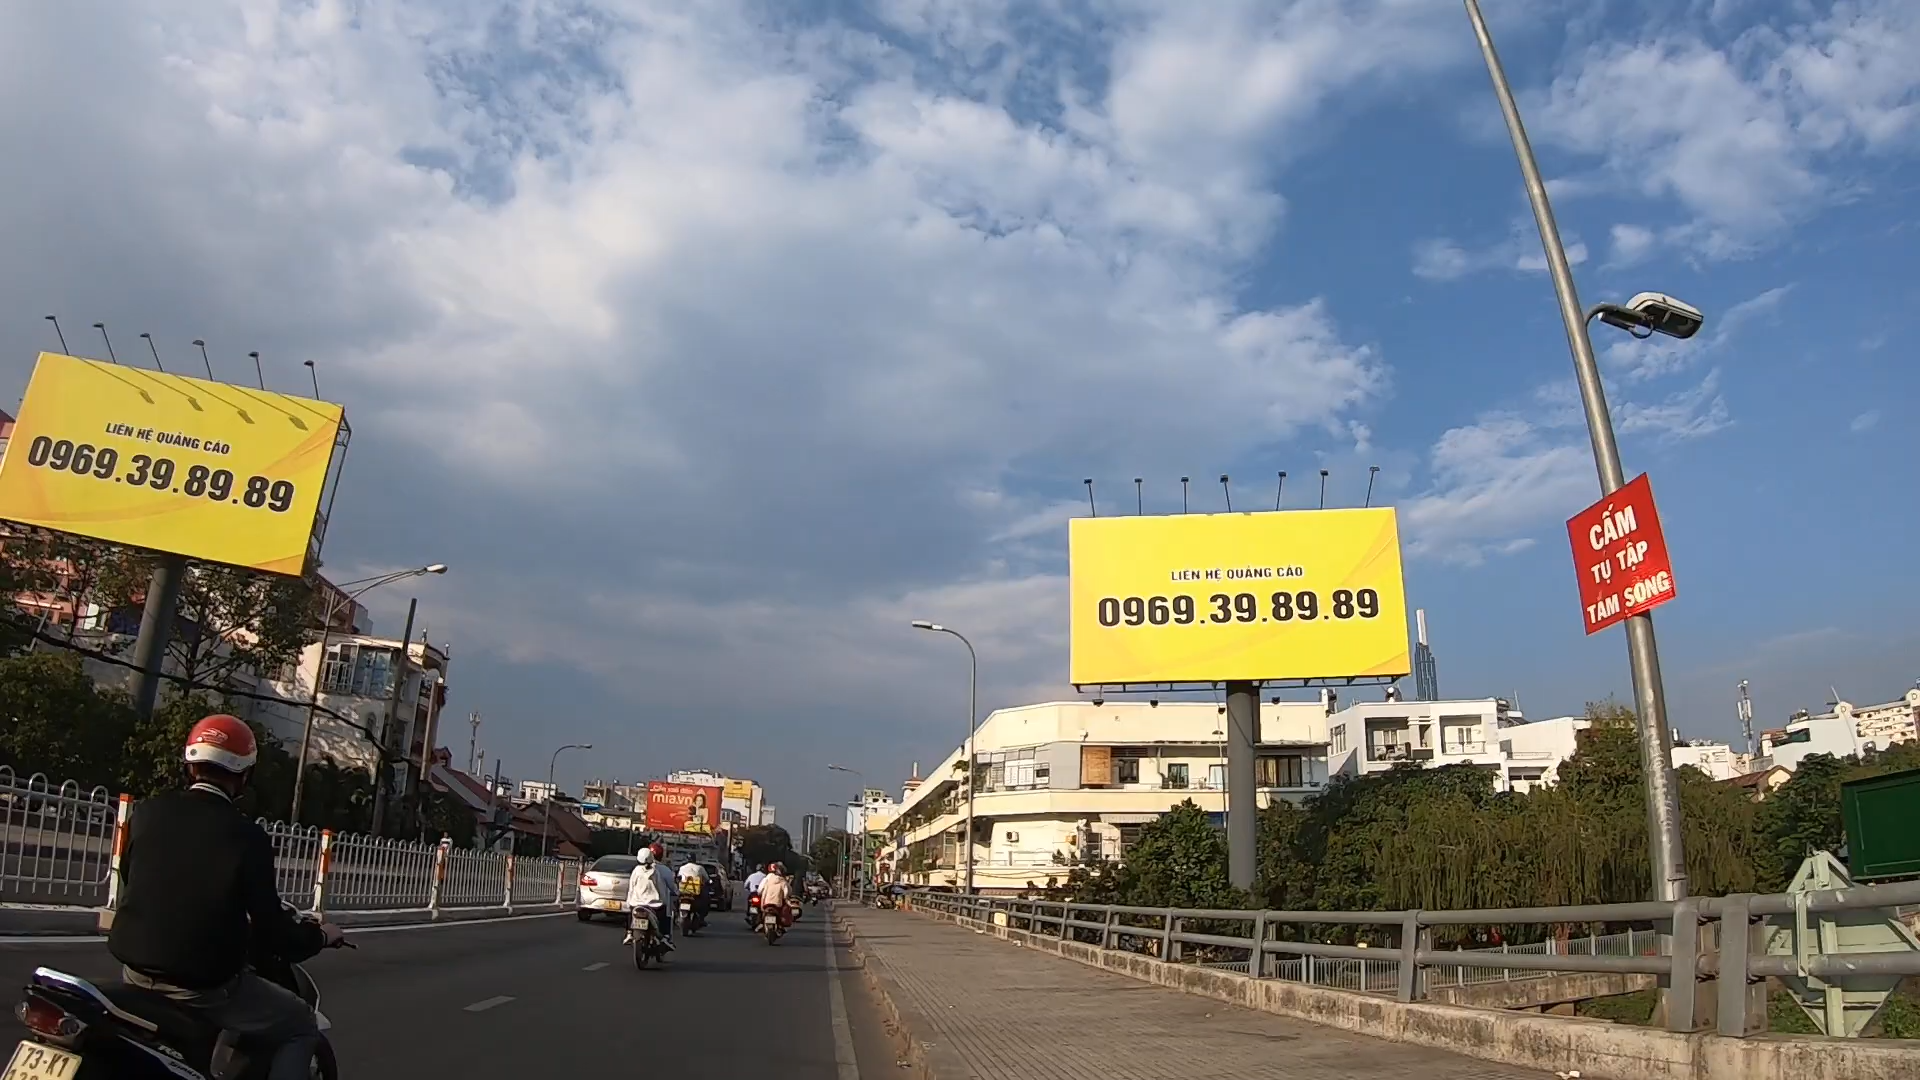 LIÊN HỆ QUẢNG CÁO
0969.39.89.89
LIÊN HỆ QUẢNG CÁO
0969.39.89.89
CẤM
TỤ TẬP
TẮM SÔNG
mia.vn
73-K1